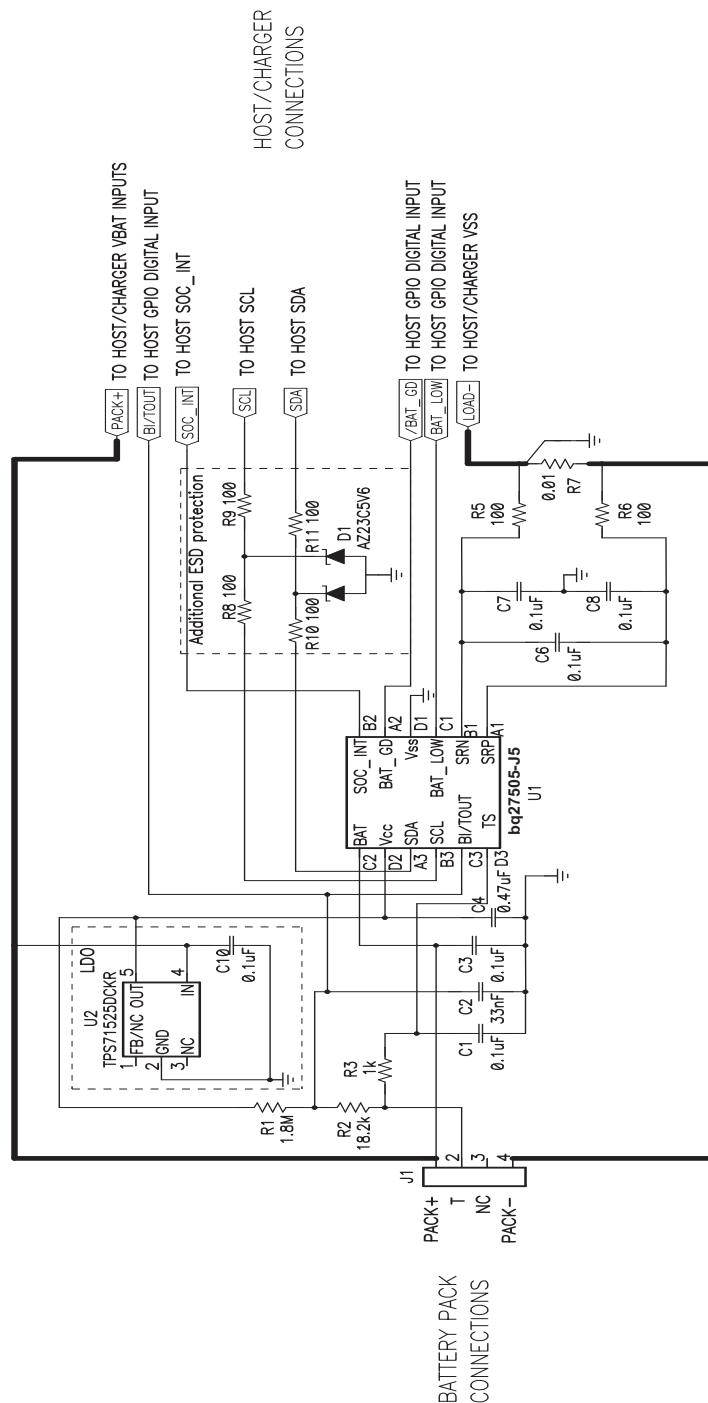 HOST/CHARGER
CONNECTIONS
PACK+ TO HOST/CHARGER VBAT INPUTS
BI/TOUT TO HOST GPIO DIGITAL INPUT
SOC_INT TO HOST SOC_INT
SCL TO HOST SCL
SDA TO HOST SDA
/BAT_GD TO HOST GPIO DIGITAL INPUT
BAT_LOW TO HOST GPIO DIGITAL INPUT
LOAD- TO HOST/CHARGER VSS
Additional ESD protection
R8 100
R9 100
R10 100
R11 100
D1
AZ23C5V6
R5
100
0.01
R7
R6
100
C7
0.1uF
C8
0.1uF
C6
0.1uF
SOC_INT B2
BAT_GD A2
Vss D1
BAT_LOW C1
SRN B1
SRP A1
BAT C2
Vcc D2
SDA A3
SCL B3
BI/TOUT C3
TS D3
bq27505-J5
U1
LDO
U2
TPS71525DCKR
1 FB/NC OUT 5
2 GND
3 NC IN 4
C10
0.1uF
R1
1.8M
R2
18.2k
R3
1k
C1
0.1uF
C2
33nF
C3
0.1uF
C4
0.47uF
J1
PACK+
T 2
NC 3
PACK- 4
BATTERY PACK
CONNECTIONS